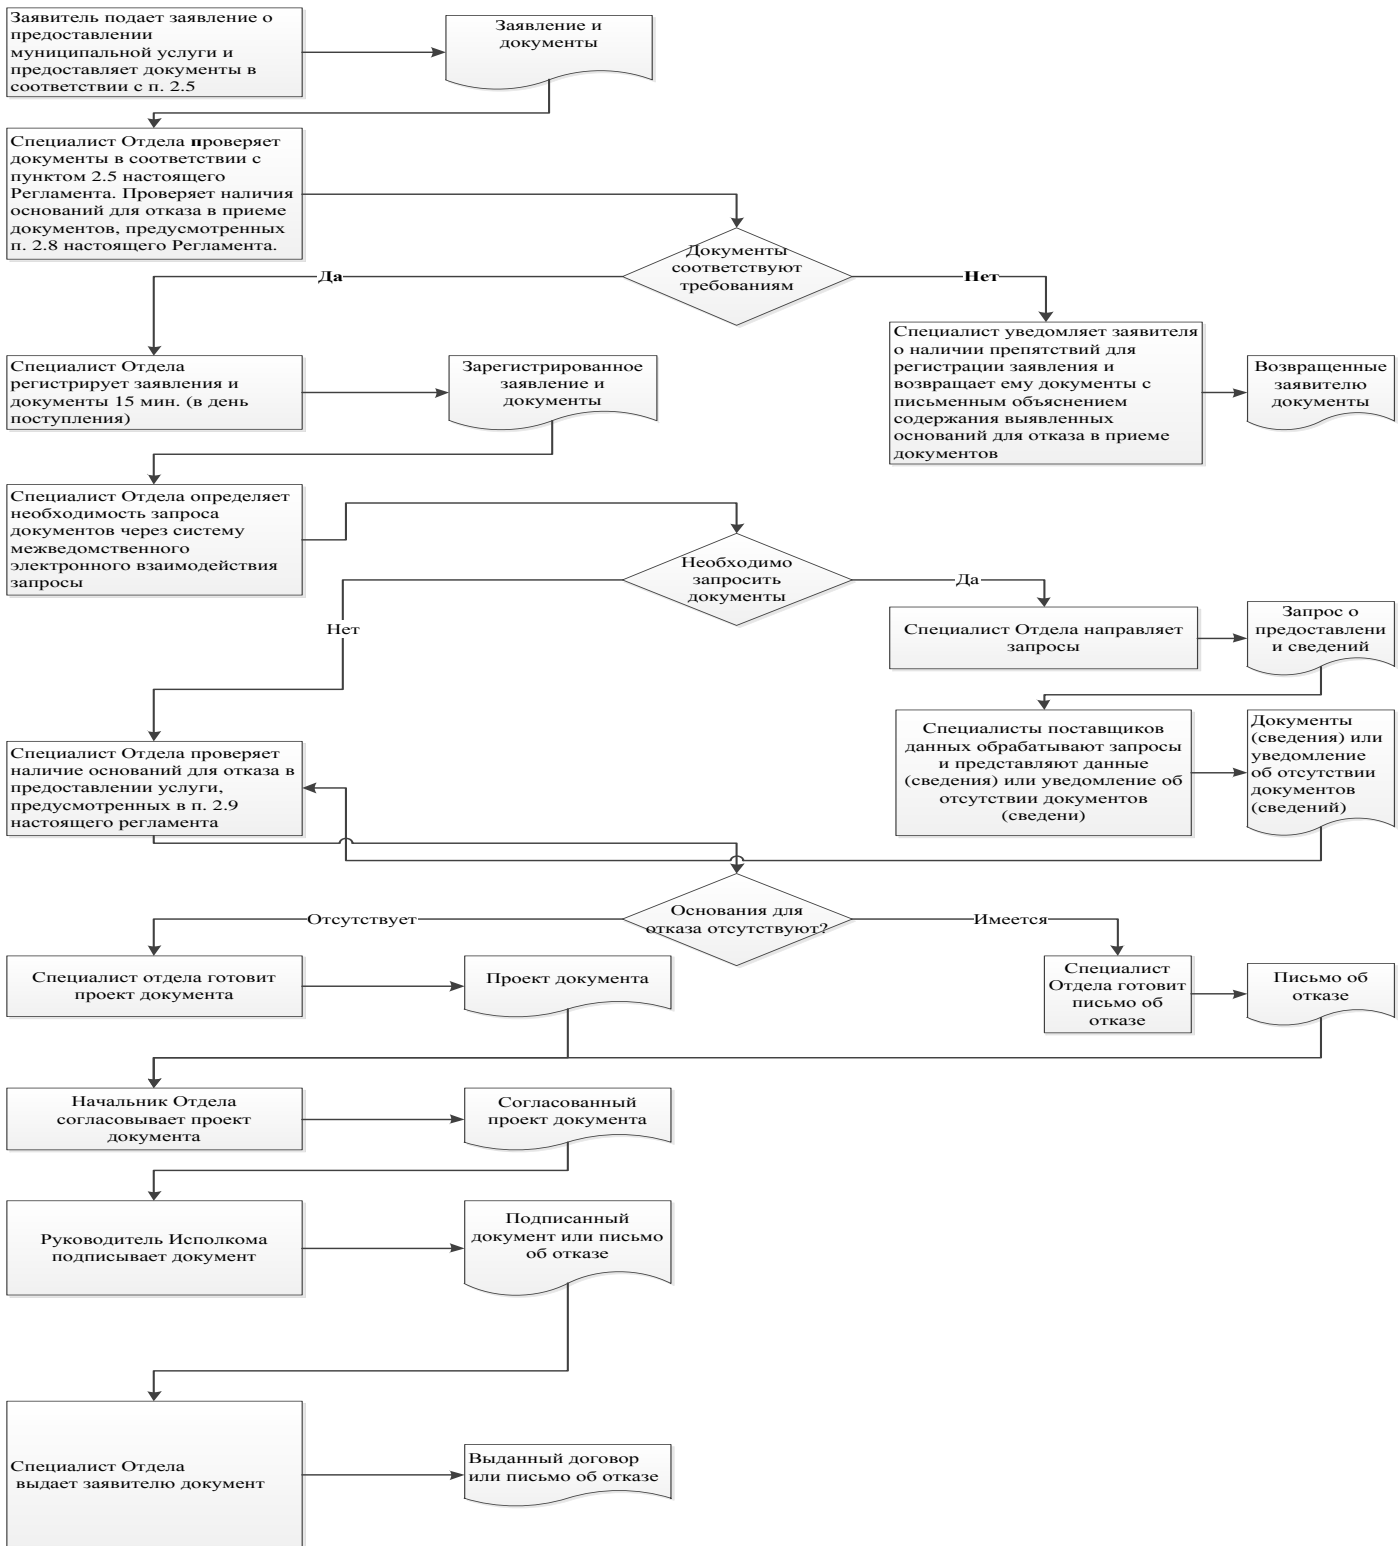 Заявитель подает заявление о
предоставлении
муниципальной услуги и
предоставляет документы в
соответствии с п. 2.5
Заявление и
документы
Специалист Отдела проверяет
документы в соответствии с
пунктом 2.5 настоящего
Регламента. Проверяет наличия
оснований для отказа в приеме
документов, предусмотренных
п. 2.8 настоящего Регламента.
Документы
соответствуют
требованиям
Да
Нет
Специалист Отдела
регистрирует заявления и
документы 15 мин. (в день
поступления)
Зарегистрированное
заявление и
документы
Специалист уведомляет заявителя
о наличии препятствий для
регистрации заявления и
возвращает ему документы с
письменным объяснением
содержания выявленных
оснований для отказа в приеме
документов
Возвращенные
заявителю
документы
Специалист Отдела определяет
необходимость запроса
документов через систему
межведомственного
электронного взаимодействия
запросы
Необходимо
запросить
документы
Да
Нет
Специалист Отдела направляет
запросы
Запрос о
предоставлени
и сведений
Специалисты поставщиков
данных обрабатывают запросы
и представляют данные
(сведения) или уведомление об
отсутствии документов
(сведени)
Документы
(сведения) или
уведомление
об отсутствии
документов
(сведений)
Специалист Отдела проверяет
наличие оснований для отказа в
предоставлении услуги,
предусмотренных в п. 2.9
настоящего регламента
Основания для
отказа отсутствуют?
Отсутствует
Имеется
Специалист отдела готовит
проект документа
Проект документа
Специалист
Отдела готовит
письмо об
отказе
Письмо об
отказе
Начальник Отдела
согласовывает проект
документа
Согласованный
проект документа
Руководитель Исполкома
подписывает документ
Подписанный
документ или письмо
об отказе
Специалист Отдела
выдает заявителю документ
Выданный договор
или письмо об отказе